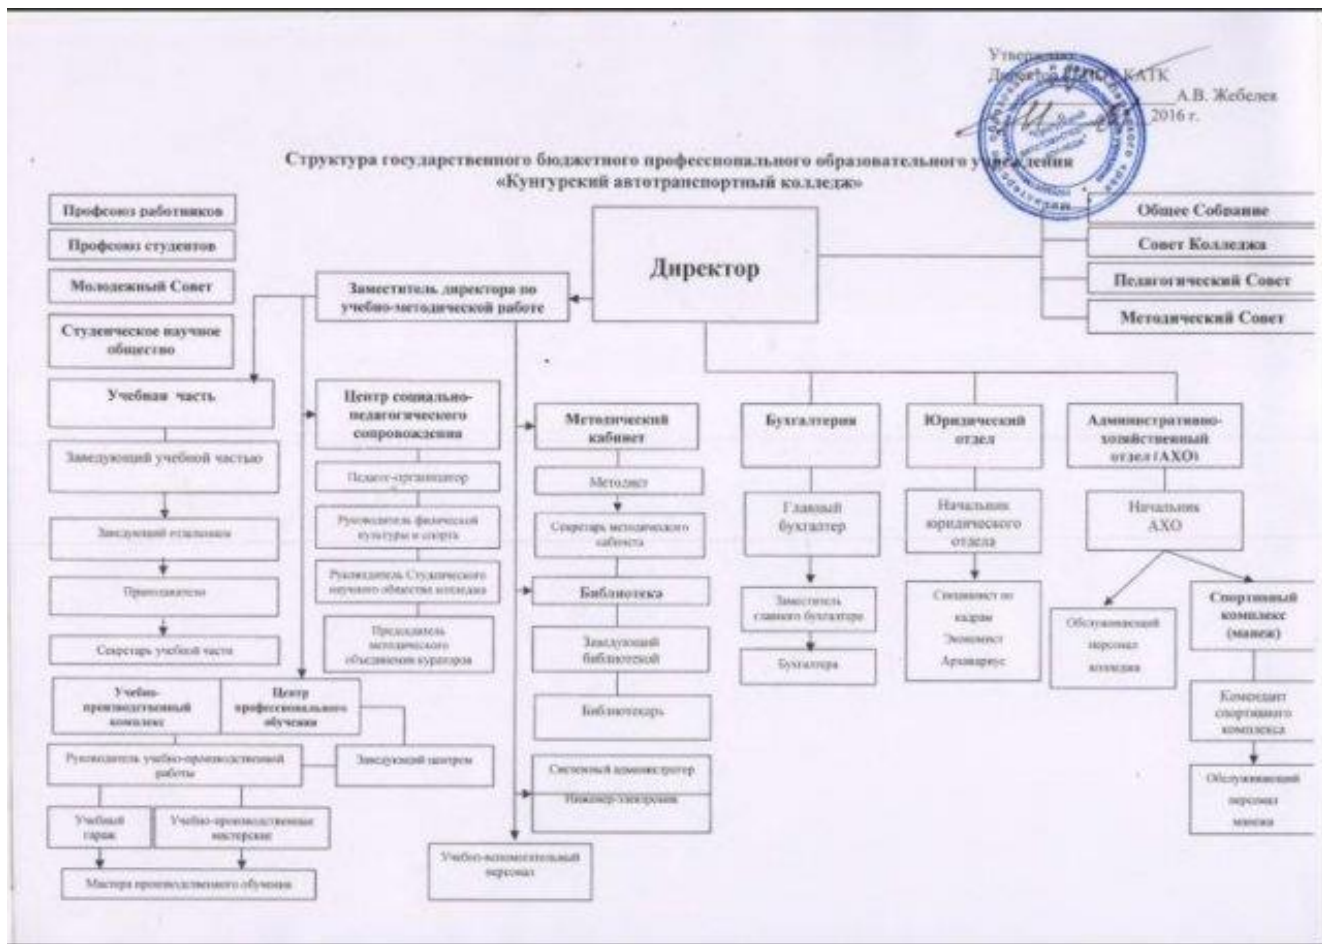 Утверждаю
Директор ГБПОУ КАТК
А.В. Жебелев
2016 г.
Структура государственного бюджетного профессионального образовательного учреждения
«Кунгурский автотранспортный колледж»
Профсоюз работников
Профсоюз студентов
Молодежный Совет
Студенческое научное
общество
Директор
Заместитель директора по
учебно-методической работе
Общее Собрание
Совет Колледжа
Педагогический Совет
Методический Совет
Учебная часть
Заведующий учебной частью
Заведующий отделением
Преподаватели
Секретарь учебной части
Центр социально-
педагогического
сопровождения
Педагог-организатор
Руководитель физической
культуры и спорта
Руководитель Студенческого
научного общества колледжа
Председатель
методического
объединения кураторов
Методический
кабинет
Методист
Секретарь методического
кабинета
Библиотека
Заведующий
библиотекой
Библиотекарь
Системный администратор
Инженер-электроник
Учебно-вспомогательный
персонал
Бухгалтерия
Главный
бухгалтер
Заместитель
главного бухгалтера
Бухгалтера
Юридический
отдел
Начальник
юридического
отдела
Специалист по
кадрам
Экономист
Архивариус
Административно-
хозяйственный
отдел (АХО)
Начальник
АХО
Обслуживающий
персонал
колледжа
Спортивный
комплекс
(манеж)
Комендант
спортивного
комплекса
Обслуживающий
персонал
манежа
Учебно-
производственный
комплекс
Центр
профессионального
обучения
Руководитель учебно-производственной
работы
Заведующий центром
Учебный
гараж
Учебно-производственные
мастерские
Мастера производственного обучения